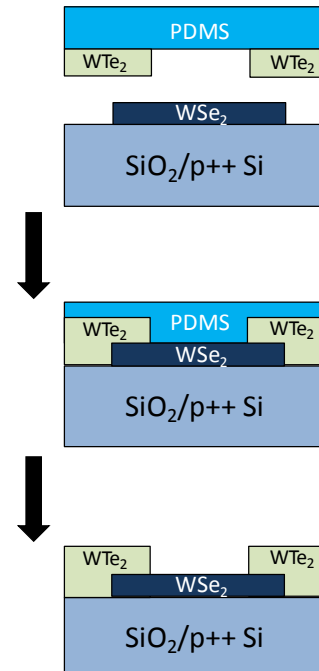 PDMS
WTe₂ WTe₂
WSe₂
SiO₂/p++ Si
WTe₂ PDMS WTe₂
WSe₂
SiO₂/p++ Si
WTe₂ WTe₂
WSe₂
SiO₂/p++ Si